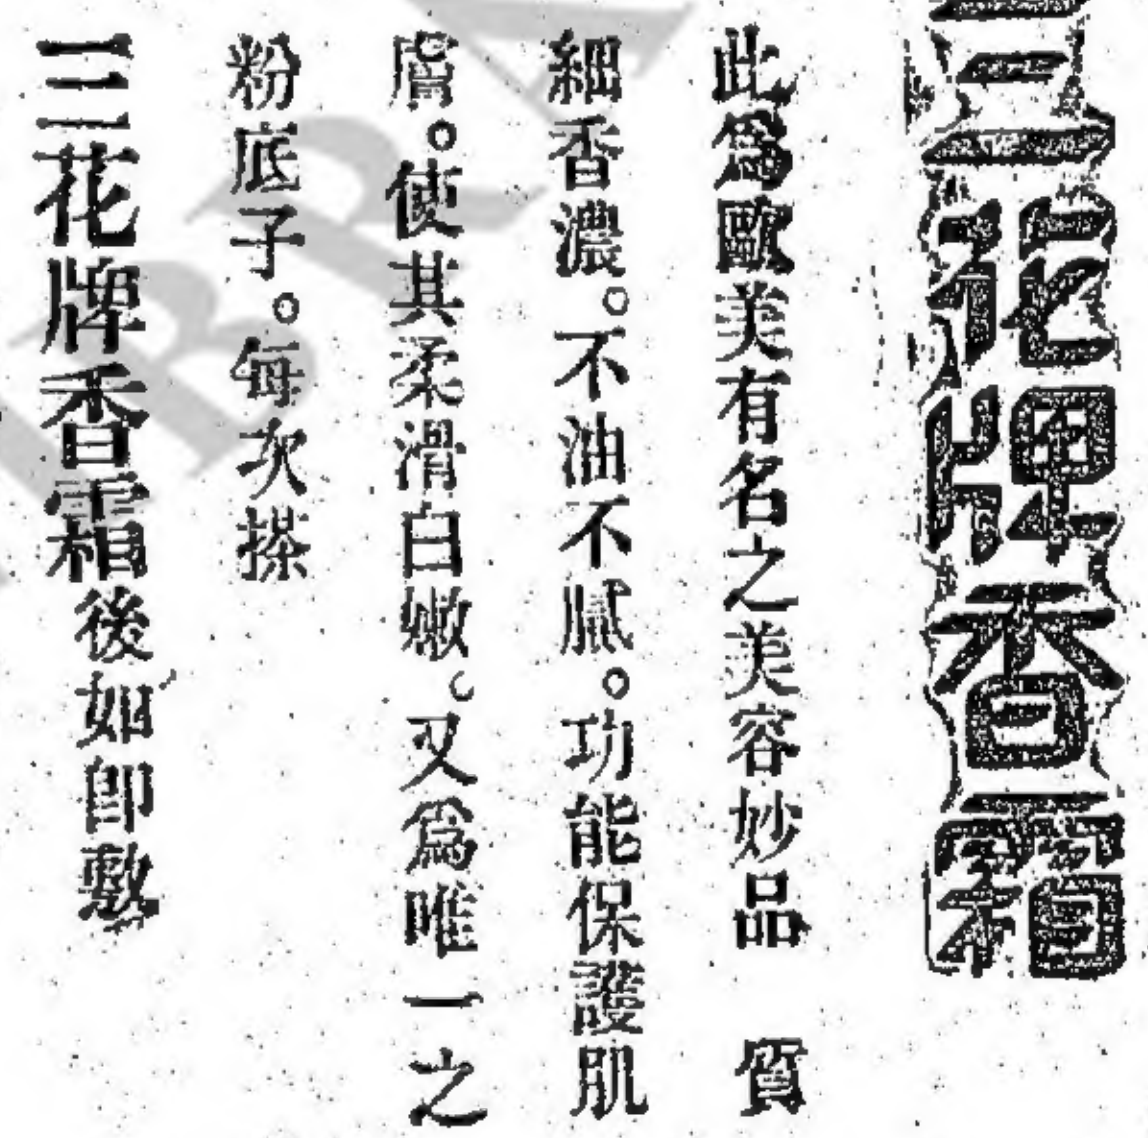 三花牌香霜
此爲歐美有名之美容妙品　質
細香濃。不油不膩。功能保護肌
膚。使其柔滑白嫩。又爲唯一之
粉底子。每次搽
三花牌香霜後如卽敷